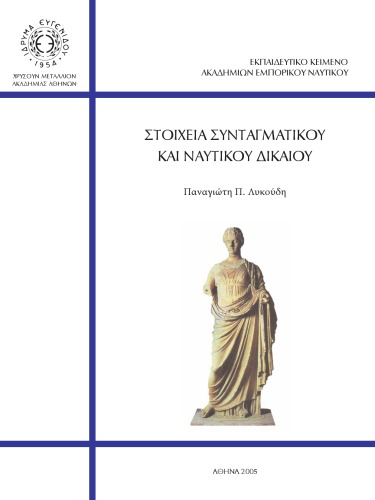 ΙΔΡΥΜΑ ΕΥΓΕΝΙΔΟΥ
1954
ΧΡΥΣΟΥΝ ΜΕΤΑΛΛΙΟΝ
ΑΚΑΔΗΜΙΑΣ ΑΘΗΝΩΝ
ΕΚΠΑΙΔΕΥΤΙΚΟ ΚΕΙΜΕΝΟ
ΑΚΑΔΗΜΙΩΝ ΕΜΠΟΡΙΚΟΥ ΝΑΥΤΙΚΟΥ
ΣΤΟΙΧΕΙΑ ΣΥΝΤΑΓΜΑΤΙΚΟΥ
ΚΑΙ ΝΑΥΤΙΚΟΥ ΔΙΚΑΙΟΥ
Παναγιώτη Π. Λυκούδη
ΑΘΗΝΑ 2005